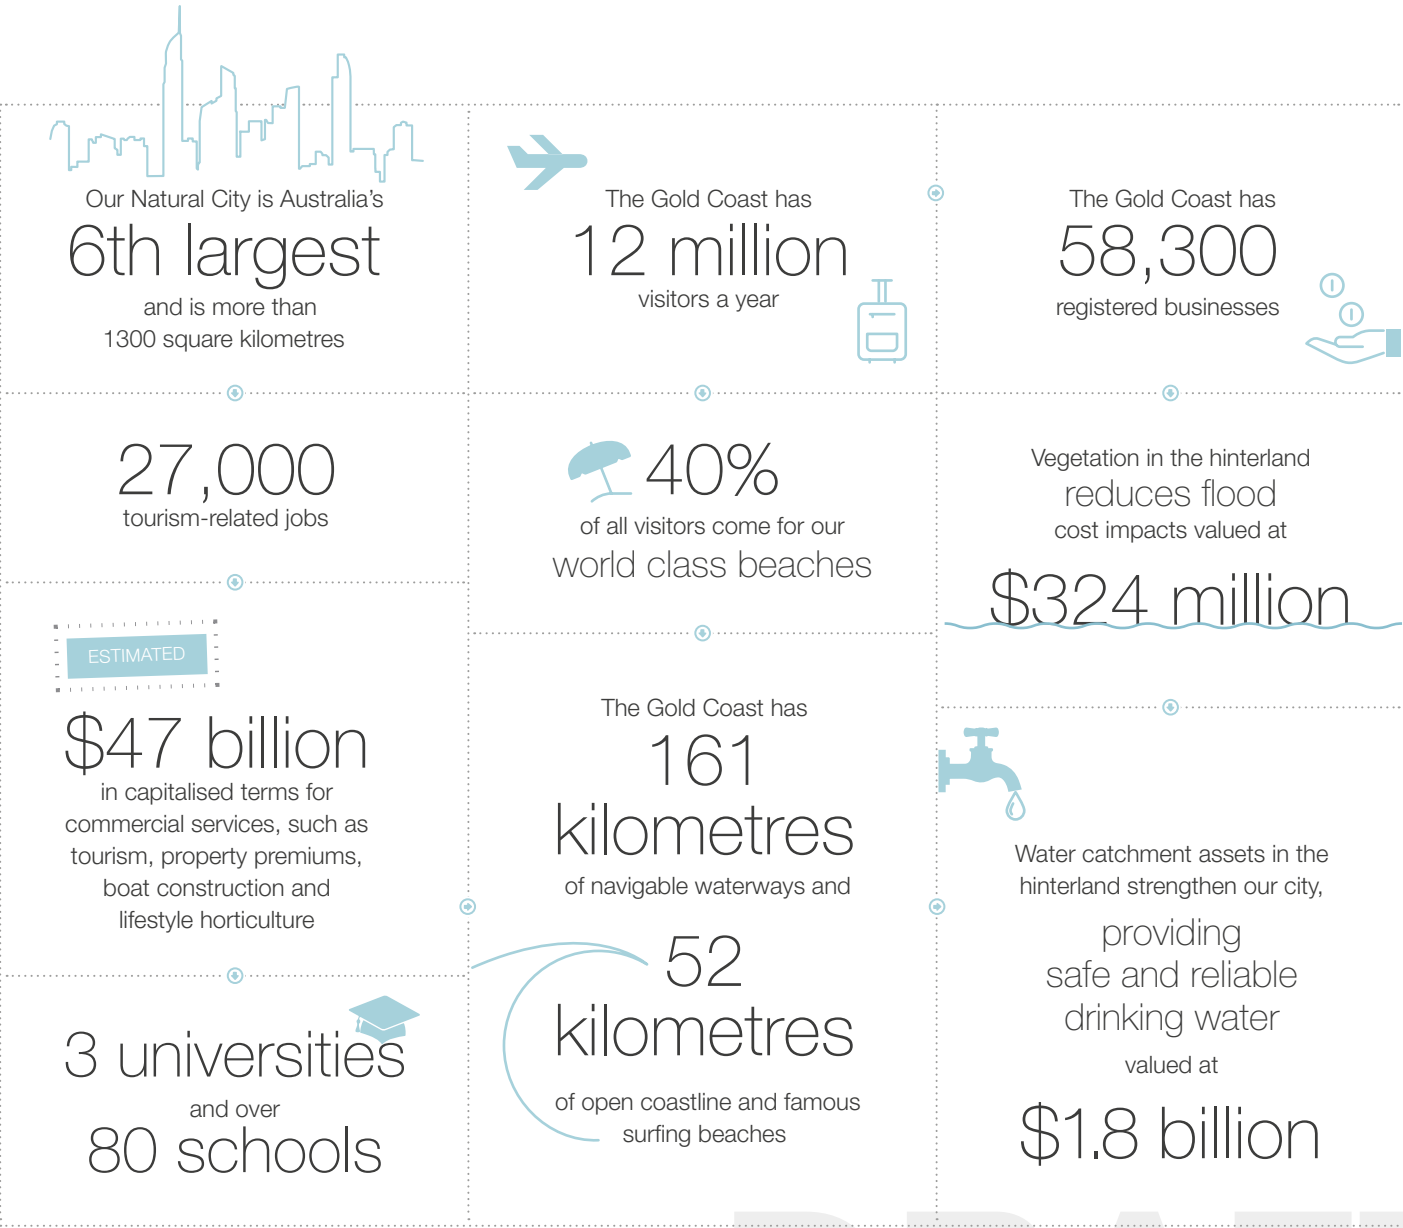 Our Natural City is Australia's
6th largest
and is more than
1300 square kilometres
27,000
tourism-related jobs
ESTIMATED
$47 billion
in capitalised terms for
commercial services, such as
tourism, property premiums,
boat construction and
lifestyle horticulture
3 universities
and over
80 schools
The Gold Coast has
12 million
visitors a year
40%
of all visitors come for our
world class beaches
The Gold Coast has
161
kilometres
of navigable waterways and
52
kilometres
of open coastline and famous
surfing beaches
The Gold Coast has
58,300
registered businesses
Vegetation in the hinterland
reduces flood
cost impacts valued at
$324 million
Water catchment assets in the
hinterland strengthen our city,
providing
safe and reliable
drinking water
valued at
$1.8 billion